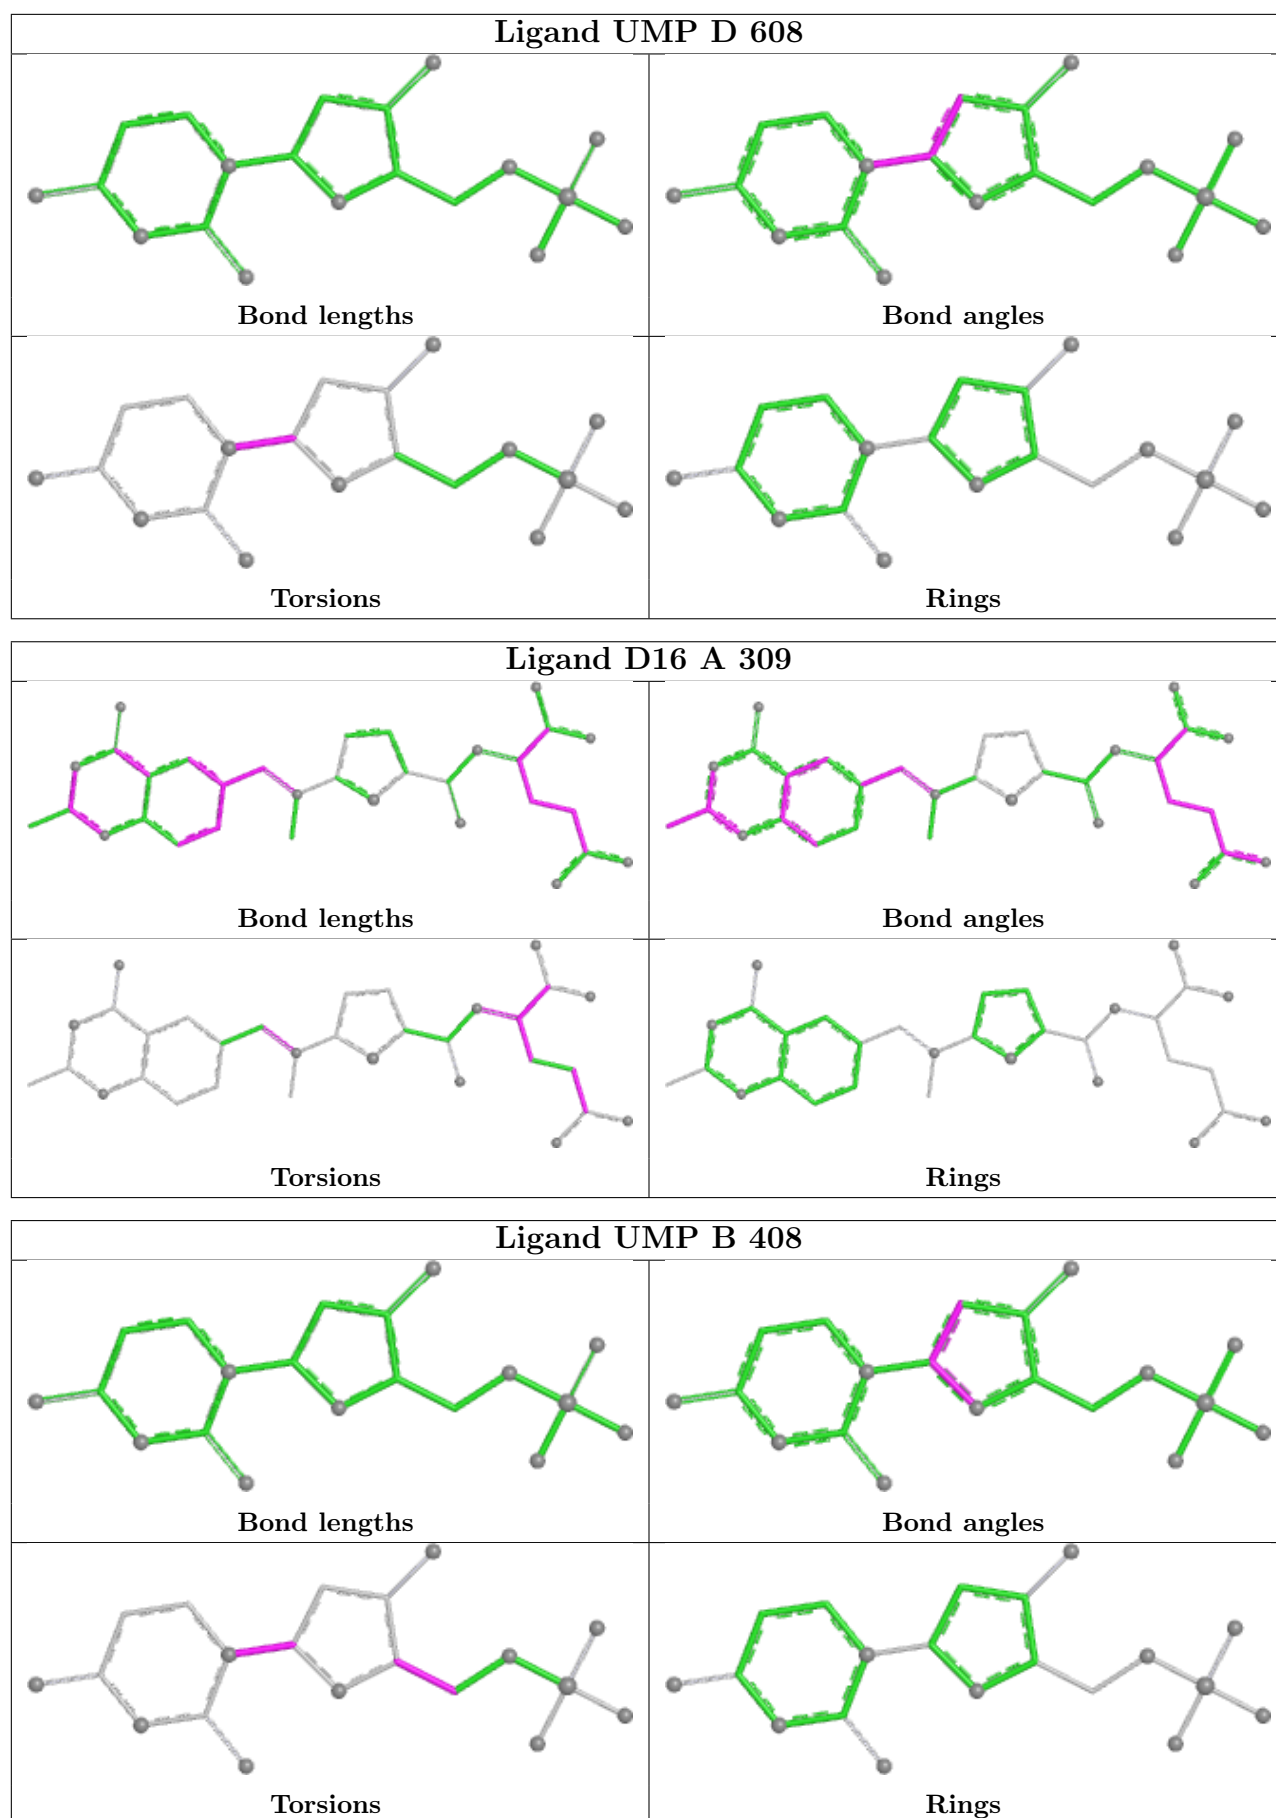 Ligand UMP D 608
Bond lengths
Bond angles
Torsions
Rings
Ligand D16 A 309
Bond lengths
Bond angles
Torsions
Rings
Ligand UMP B 408
Bond lengths
Bond angles
Torsions
Rings